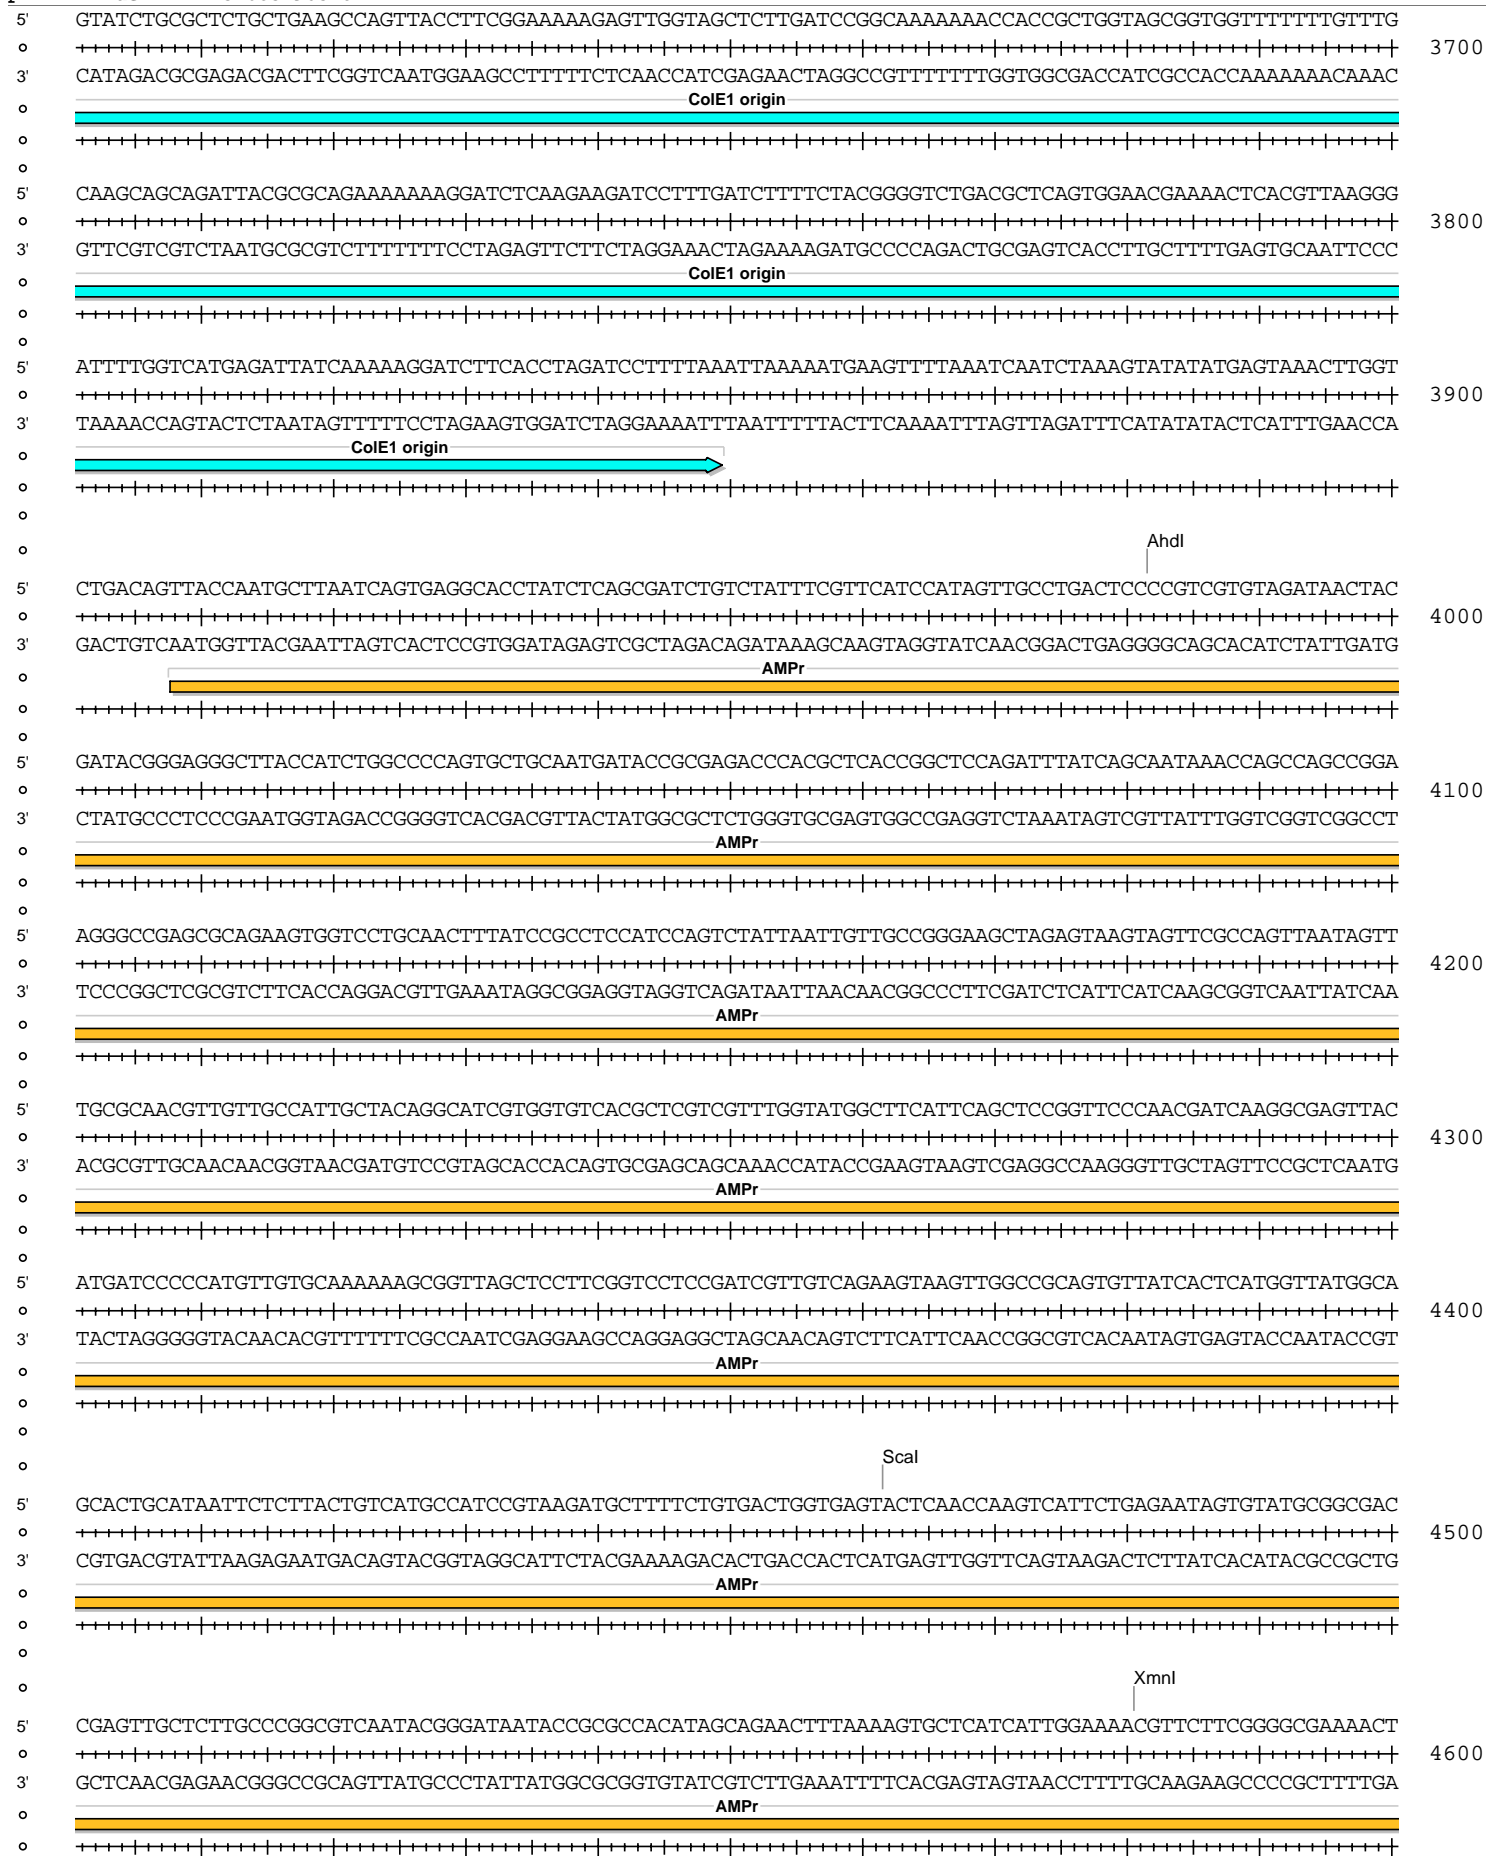 5' GTATCTGCGCTCTGCTGAAGCCAGTTACCTTCGGAAAAAGAGTTGGTAGCTCTTGATCCGGCAAAAAAACCACCGCTGGTAGCGGTGGTTTTTTTGTTTG
3700
3' CATAGACGCGAGACGACTTCGGTCAATGGAAGCCTTTTTCTCAACCATCGAGAACTAGGCCGTTTTTTTGGTGGCGACCATCGCCACCAAAAAAACAAAC
ColE1 origin
5' CAAGCAGCAGATTACGCGCAGAAAAAAAGGATCTCAAGAAGATCCTTTGATCTTTTCTACGGGGTCTGACGCTCAGTGGAACGAAAACTCACGTTAAGGG
3800
3' GTTCGTCGTCTAATGCGCGTCTTTTTTTCCTAGAGTTCTTCTAGGAAACTAGAAAAGATGCCCCAGACTGCGAGTCACCTTGCTTTTGAGTGCAATTCCC
ColE1 origin
5' ATTTTGGTCATGAGATTATCAAAAAGGATCTTCACCTAGATCCTTTTAAATTAAAAATGAAGTTTTAAATCAATCTAAAGTATATATGAGTAAACTTGGT
3900
3' TAAAACCAGTACTCTAATAGTTTTTCCTAGAAGTGGATCTAGGAAAATTTAATTTTTACTTCAAAATTTAGTTAGATTTCATATATACTCATTTGAACCA
ColE1 origin
AhdI
5' CTGACAGTTACCAATGCTTAATCAGTGAGGCACCTATCTCAGCGATCTGTCTATTTCGTTCATCCATAGTTGCCTGACTCCCCGTCGTGTAGATAACTAC
4000
3' GACTGTCAATGGTTACGAATTAGTCACTCCGTGGATAGAGTCGCTAGACAGATAAAGCAAGTAGGTATCAACGGACTGAGGGGCAGCACATCTATTGATG
AMPr
5' GATACGGGAGGGCTTACCATCTGGCCCCAGTGCTGCAATGATACCGCGAGACCCACGCTCACCGGCTCCAGATTTATCAGCAATAAACCAGCCAGCCGGA
4100
3' CTATGCCCTCCCGAATGGTAGACCGGGGTCACGACGTTACTATGGCGCTCTGGGTGCGAGTGGCCGAGGTCTAAATAGTCGTTATTTGGTCGGTCGGCCT
AMPr
5' AGGGCCGAGCGCAGAAGTGGTCCTGCAACTTTATCCGCCTCCATCCAGTCTATTAATTGTTGCCGGGAAGCTAGAGTAAGTAGTTCGCCAGTTAATAGTT
4200
3' TCCCGGCTCGCGTCTTCACCAGGACGTTGAAATAGGCGGAGGTAGGTCAGATAATTAACAACGGCCCTTCGATCTCATTCATCAAGCGGTCAATTATCAA
AMPr
5' TGCGCAACGTTGTTGCCATTGCTACAGGCATCGTGGTGTCACGCTCGTCGTTTGGTATGGCTTCATTCAGCTCCGGTTCCCAACGATCAAGGCGAGTTAC
4300
3' ACGCGTTGCAACAACGGTAACGATGTCCGTAGCACCACAGTGCGAGCAGCAAACCATACCGAAGTAAGTCGAGGCCAAGGGTTGCTAGTTCCGCTCAATG
AMPr
5' ATGATCCCCCATGTTGTGCAAAAAAGCGGTTAGCTCCTTCGGTCCTCCGATCGTTGTCAGAAGTAAGTTGGCCGCAGTGTTATCACTCATGGTTATGGCA
4400
3' TACTAGGGGGTACAACACGTTTTTTCGCCAATCGAGGAAGCCAGGAGGCTAGCAACAGTCTTCATTCAACCGGCGTCACAATAGTGAGTACCAATACCGT
AMPr
ScaI
5' GCACTGCATAATTCTCTTACTGTCATGCCATCCGTAAGATGCTTTTCTGTGACTGGTGAGTACTCAACCAAGTCATTCTGAGAATAGTGTATGCGGCGAC
4500
3' CGTGACGTATTAAGAGAATGACAGTACGGTAGGCATTCTACGAAAAGACACTGACCACTCATGAGTTGGTTCAGTAAGACTCTTATCACATACGCCGCTG
AMPr
XmnI
5' CGAGTTGCTCTTGCCCGGCGTCAATACGGGATAATACCGCGCCACATAGCAGAACTTTAAAAGTGCTCATCATTGGAAAACGTTCTTCGGGGCGAAAACT
4600
3' GCTCAACGAGAACGGGCCGCAGTTATGCCCTATTATGGCGCGGTGTATCGTCTTGAAATTTTCACGAGTAGTAACCTTTTGCAAGAAGCCCCGCTTTTGA
AMPr